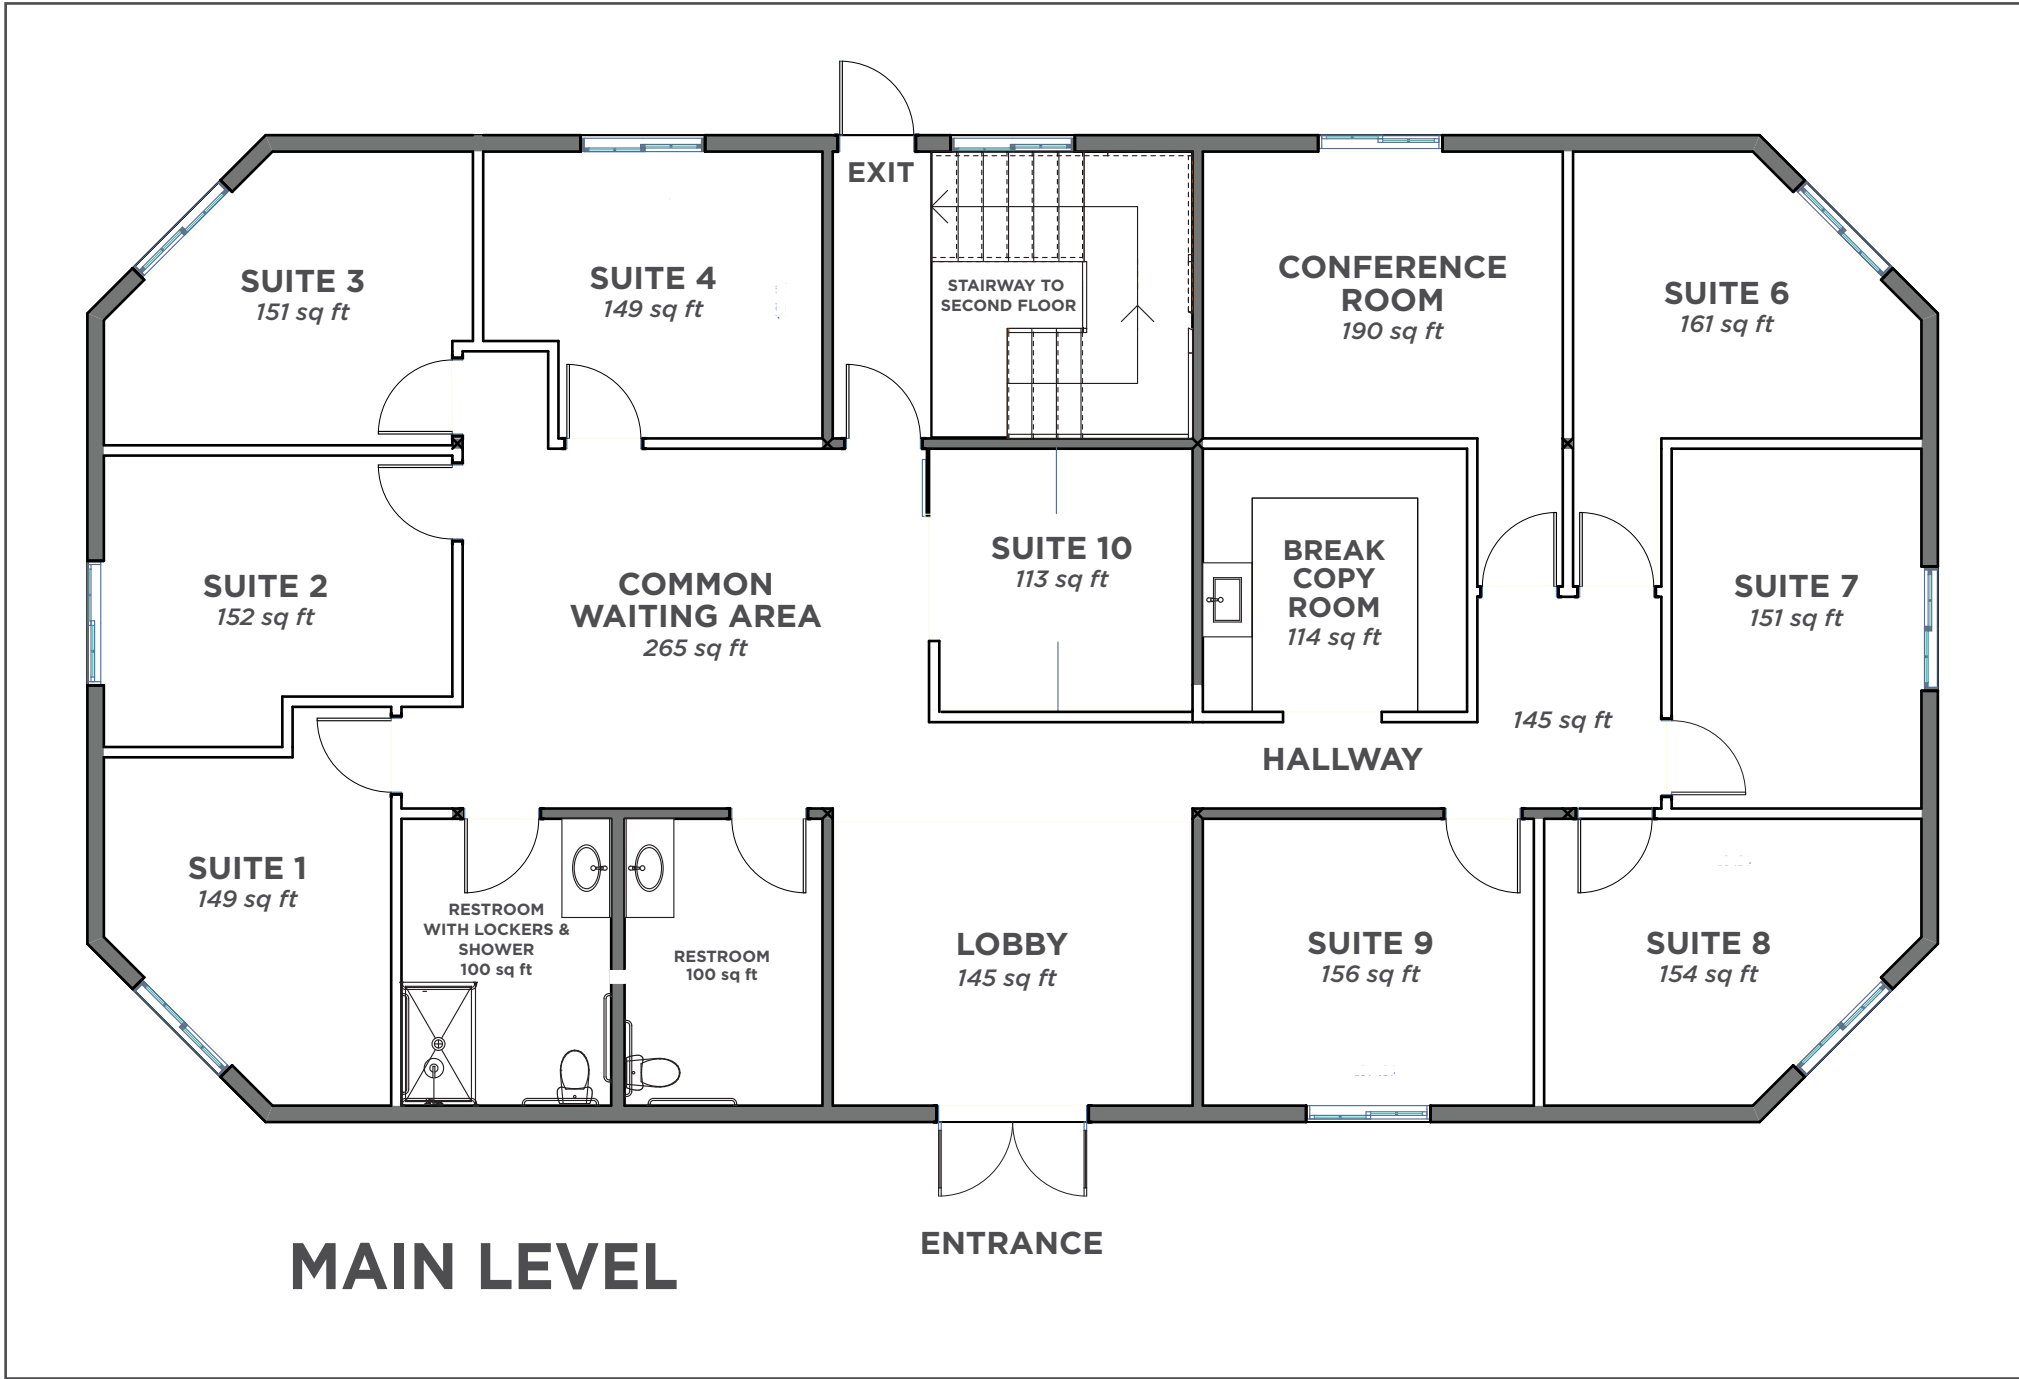 EXIT
SUITE 3
151 sq ft
SUITE 4
149 sq ft
STAIRWAY TO
SECOND FLOOR
CONFERENCE
ROOM
190 sq ft
SUITE 6
161 sq ft
SUITE 2
152 sq ft
COMMON
WAITING AREA
265 sq ft
SUITE 10
113 sq ft
BREAK
COPY
ROOM
114 sq ft
SUITE 7
151 sq ft
145 sq ft
HALLWAY
SUITE 1
149 sq ft
RESTROOM
WITH LOCKERS &
SHOWER
100 sq ft
RESTROOM
100 sq ft
LOBBY
145 sq ft
SUITE 9
156 sq ft
SUITE 8
154 sq ft
ENTRANCE
MAIN LEVEL